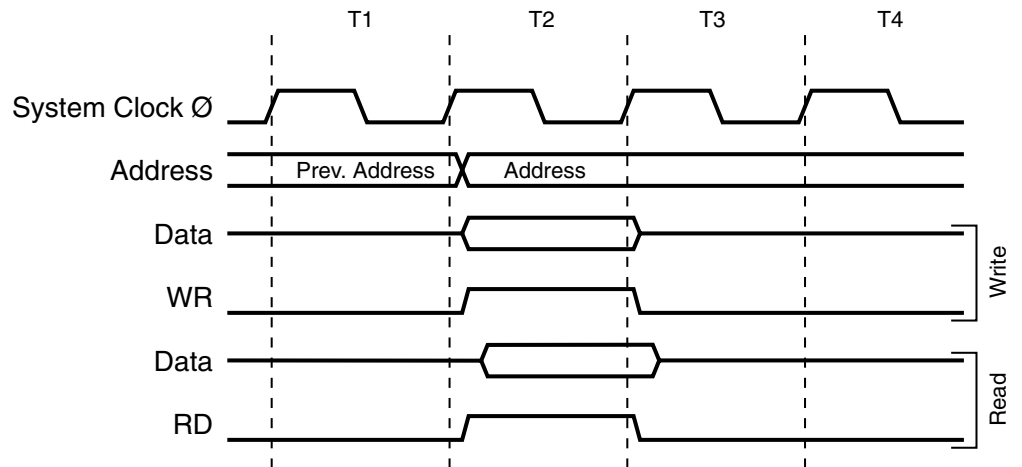 T1 T2 T3 T4
System Clock Ø
Address Prev. Address Address
Data
WR
Write
Data
RD
Read